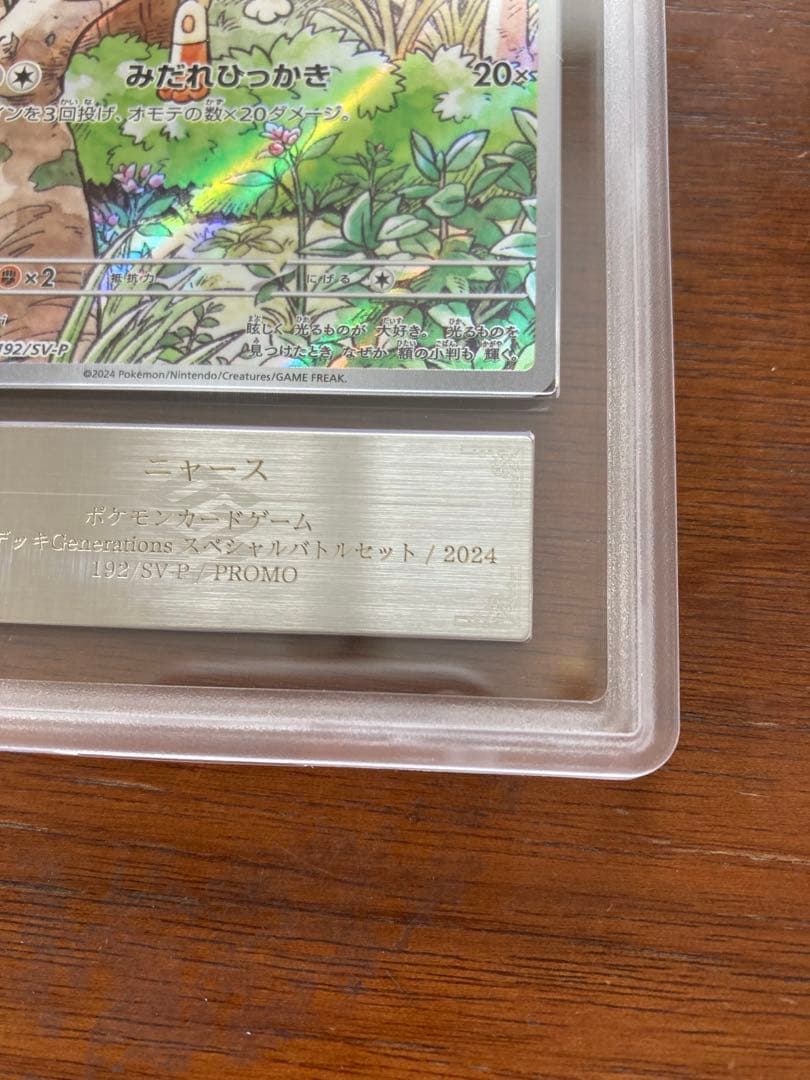 みだれひっかき 20×
インを3回投げ、オモテの数×20ダメージ。
×2 抵抗力 にげる
眩しく 光るものが 大好き。 光るものを
192/SV-P 見つけたとき なぜか 額の小判も 輝く。
©2024 Pokémon/Nintendo/Creatures/GAME FREAK.
ニャース
ポケモンカードゲーム
デッキGenerations スペシャルバトルセット / 2024
192/SV-P / PROMO